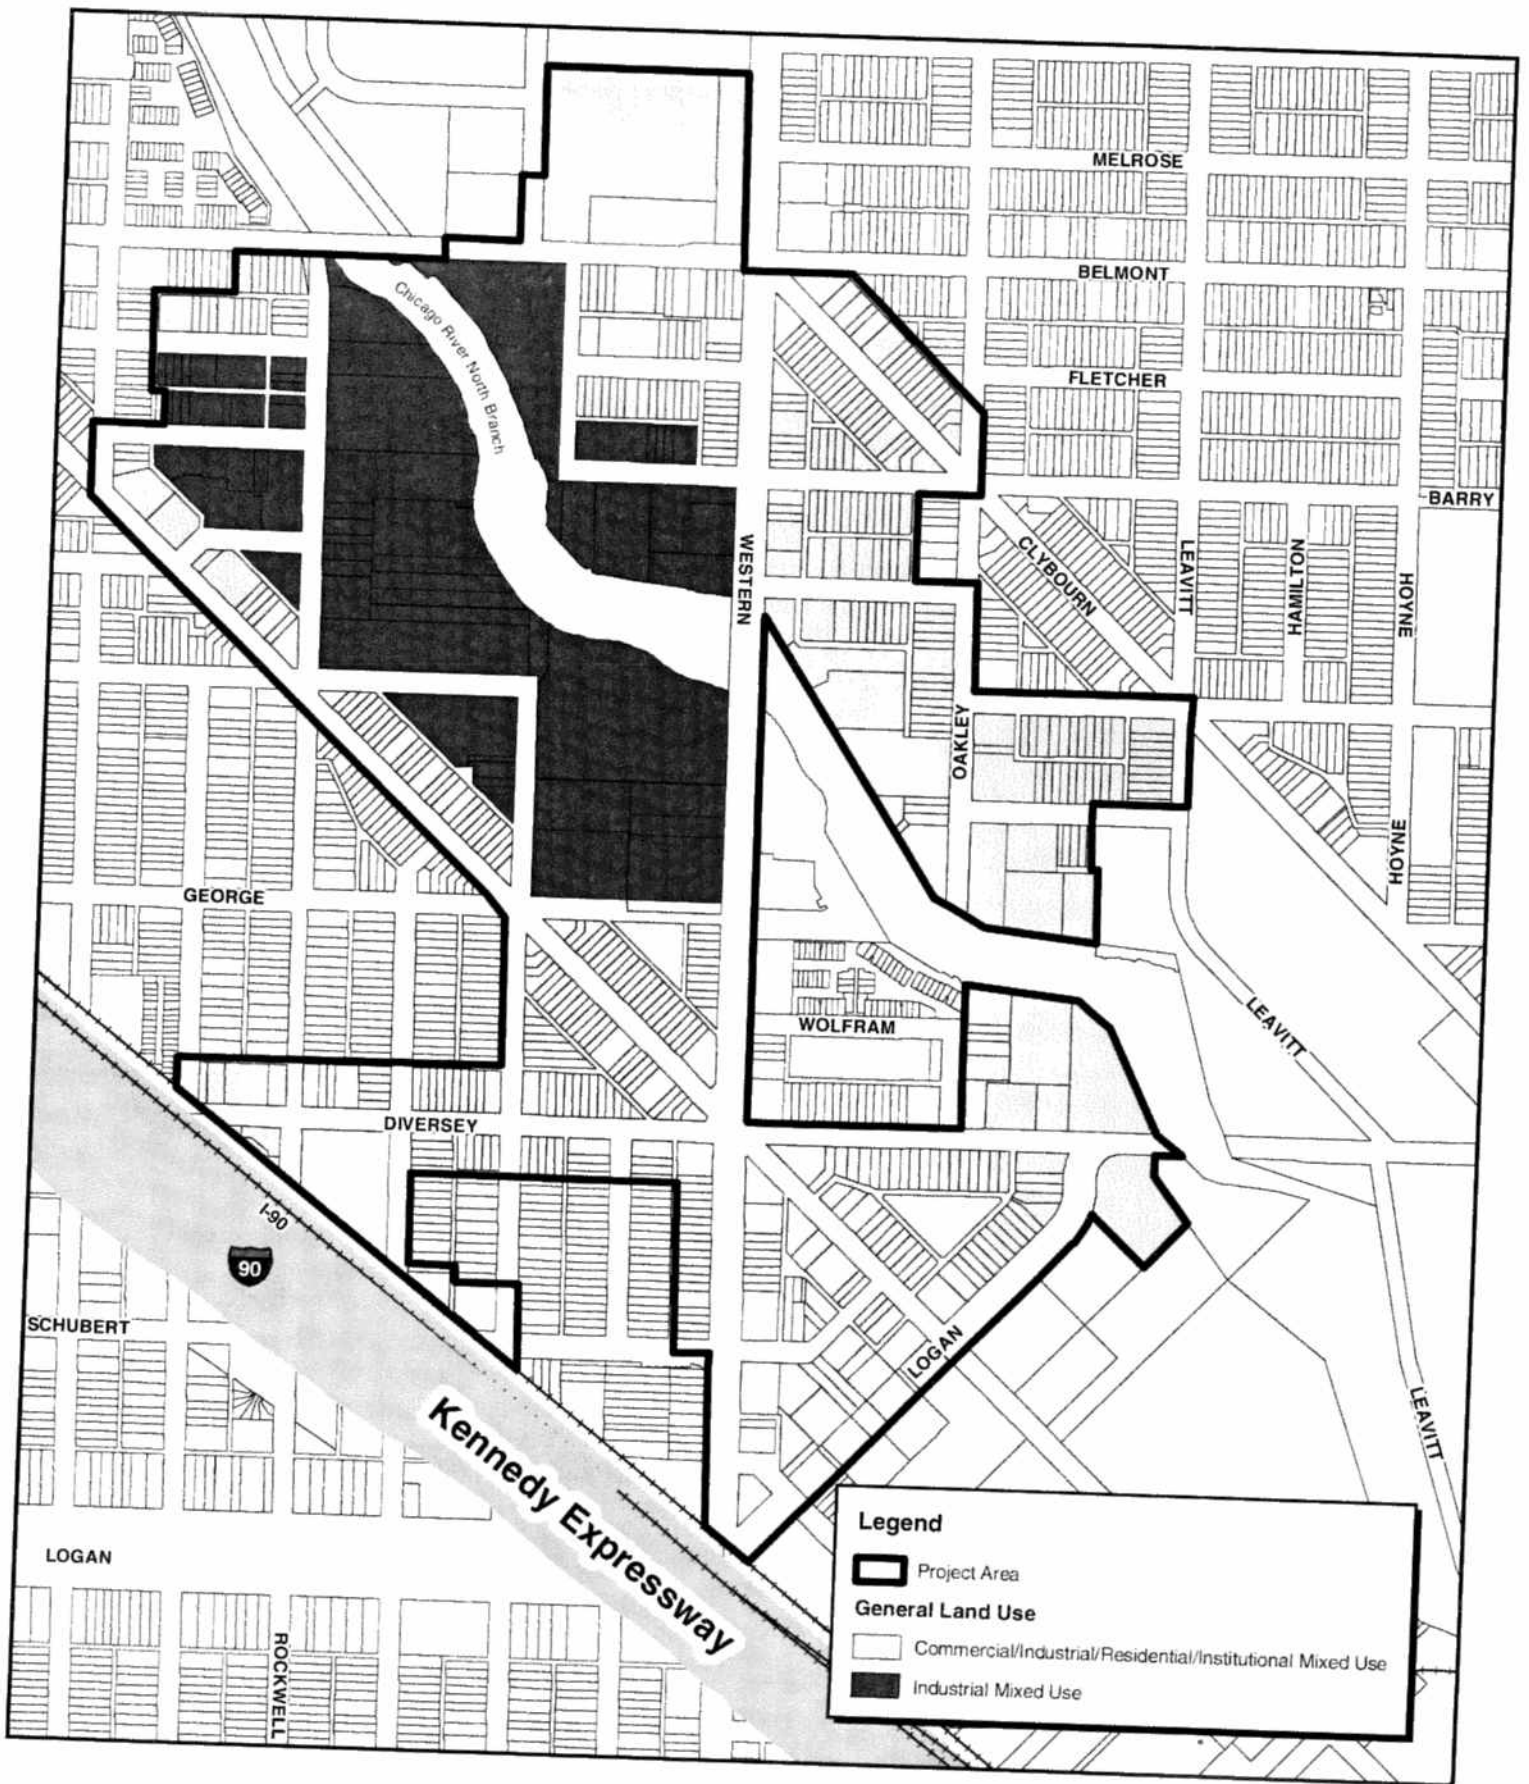 MELROSE
BELMONT
Chicago River North Branch
FLETCHER
BARRY
WESTERN
CLYBOURN
LEAVITT
HAMILTON
HOYNE
OAKLEY
HOYNE
GEORGE
WOLFRAM
LEAVITT
DIVERSEY
I-90
90
SCHUBERT
LOGAN
LEAVITT
Kennedy Expressway
LOGAN
ROCKWELL
Legend
Project Area
General Land Use
Commercial/Industrial/Residential/Institutional Mixed Use
Industrial Mixed Use